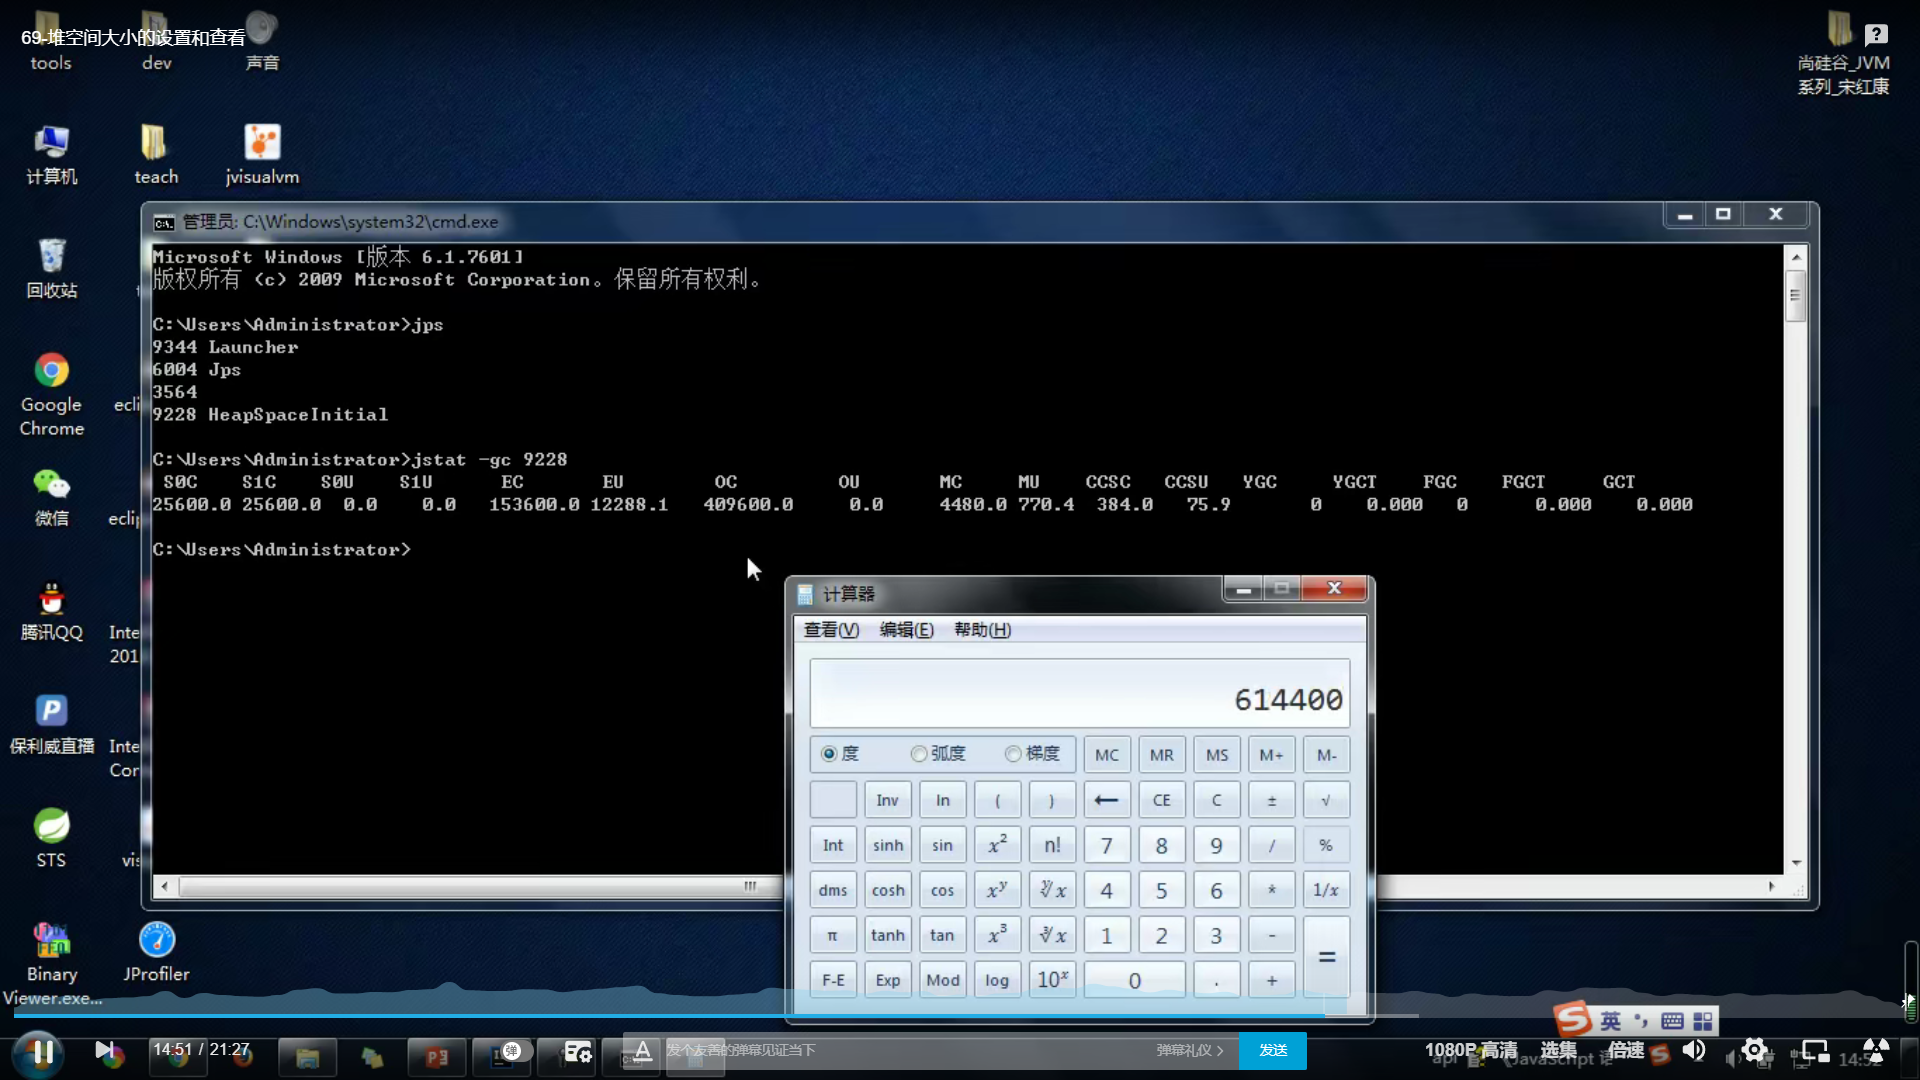 69-堆空间大小的设置和查看
tools
dev
声音
尚硅谷_JVM
系列_宋红康
计算机
teach
jvisualvm
回收站
Google
Chrome
微信
腾讯QQ
保利威直播
STS
Binary
Viewer.exe...
JProfiler
ecli
eclip
Inte
201
Inte
Cor
vis
管理员: C:\Windows\system32\cmd.exe
Microsoft Windows [版本 6.1.7601]
版权所有 (c) 2009 Microsoft Corporation。保留所有权利。
C:\Users\Administrator>jps
9344 Launcher
6004 Jps
3564
9228 HeapSpaceInitial
C:\Users\Administrator>jstat -gc 9228
S0C S1C S0U S1U EC EU OC OU MC MU CCSC CCSU YGC YGCT FGC FGCT GCT
25600.0 25600.0 0.0 0.0 153600.0 12288.1 409600.0 0.0 4480.0 770.4 384.0 75.9 0 0.000 0 0.000 0.000
C:\Users\Administrator>
计算器
查看(V) 编辑(E) 帮助(H)
614400
度 弧度 梯度 MC MR MS M+ M-
Inv ln ( ) ← CE C ± √
Int sinh sin x² n! 7 8 9 / %
dms cosh cos xʸ ʸ√x 4 5 6 * 1/x
π tanh tan x³ ³√x 1 2 3 - =
F-E Exp Mod log 10ˣ 0 . +
英
14:51 / 21:27
弹
发个友善的弹幕见证当下
弹幕礼仪 >
发送
1080P 高清
选集
倍速